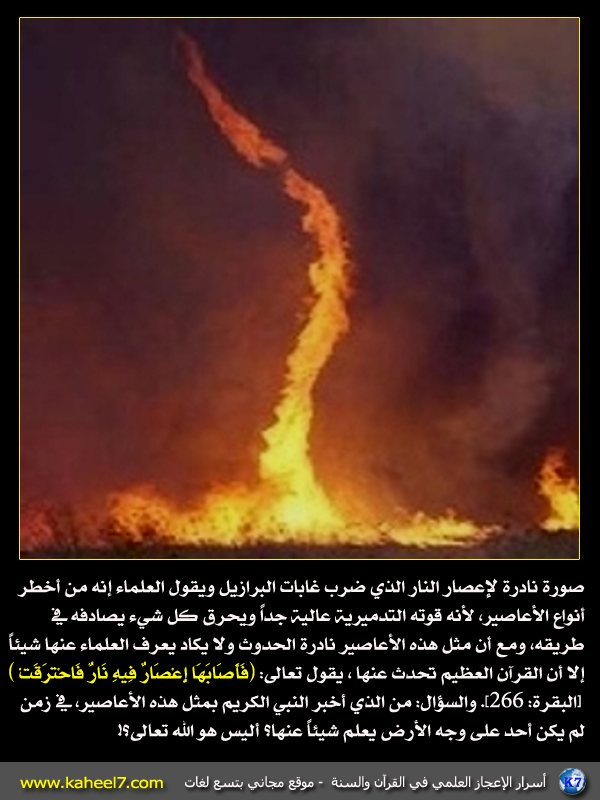 صورة نادرة لإعصار النار الذي ضرب غابات البرازيل ويقول العلماء إنه من أخطر
أنواع الأعاصير، لأنه قوته التدميرية عالية جداً ويحرق كل شيء يصادفه في
طريقه، ومع أن مثل هذه الأعاصير نادرة الحدوث ولا يكاد يعرف العلماء عنها شيئاً
إلا أن القرآن العظيم تحدث عنها ، يقول تعالى: (فَأَصَابَهَا إِعْصَارٌ فِيهِ نَارٌ فَاحْتَرَقَتْ )
[البقرة: 266]. والسؤال: من الذي أخبر النبي الكريم بمثل هذه الأعاصير، في زمن
لم يكن أحد على وجه الأرض يعلم شيئاً عنها؟ أليس هو الله تعالى؟!
K7 أسرار الإعجاز العلمي في القرآن والسنة - موقع مجاني بتسع لغات www.kaheel7.com